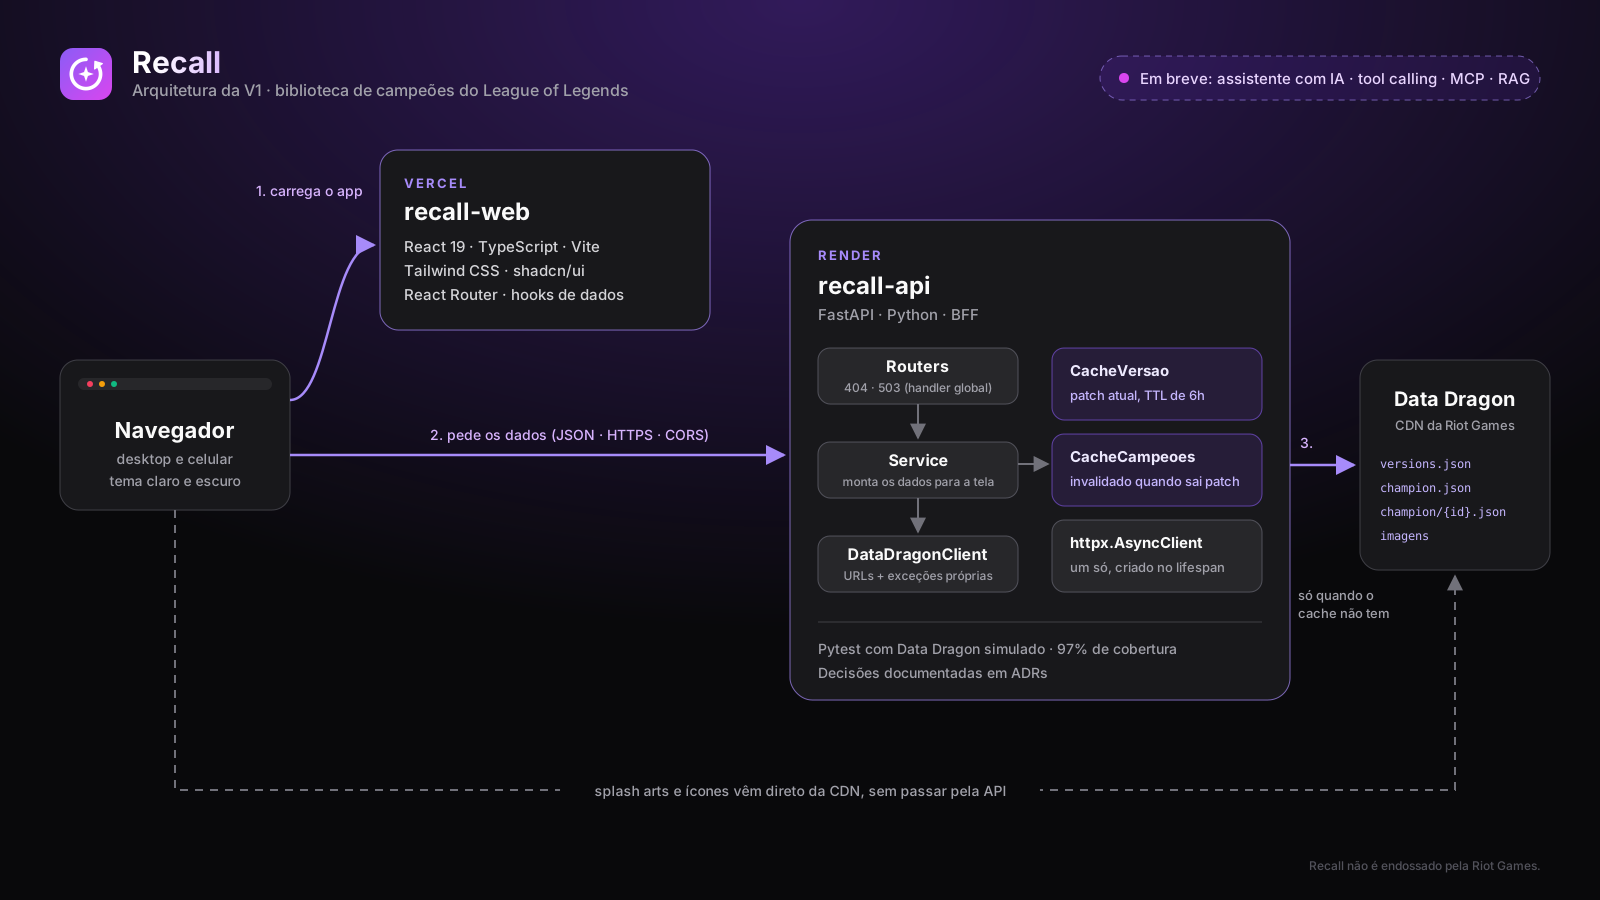 Recall
Arquitetura da V1 · biblioteca de campeões do League of Legends
Em breve: assistente com IA · tool calling · MCP · RAG
1. carrega o app
VERCEL
recall-web
React 19 · TypeScript · Vite
Tailwind CSS · shadcn/ui
React Router · hooks de dados
Navegador
desktop e celular
tema claro e escuro
2. pede os dados (JSON · HTTPS · CORS)
RENDER
recall-api
FastAPI · Python · BFF
Routers
404 · 503 (handler global)
Service
monta os dados para a tela
DataDragonClient
URLs + exceções próprias
CacheVersao
patch atual, TTL de 6h
CacheCampeoes
invalidado quando sai patch
httpx.AsyncClient
um só, criado no lifespan
Pytest com Data Dragon simulado · 97% de cobertura
Decisões documentadas em ADRs
3.
só quando o
cache não tem
Data Dragon
CDN da Riot Games
versions.json
champion.json
champion/{id}.json
imagens
splash arts e ícones vêm direto da CDN, sem passar pela API
Recall não é endossado pela Riot Games.